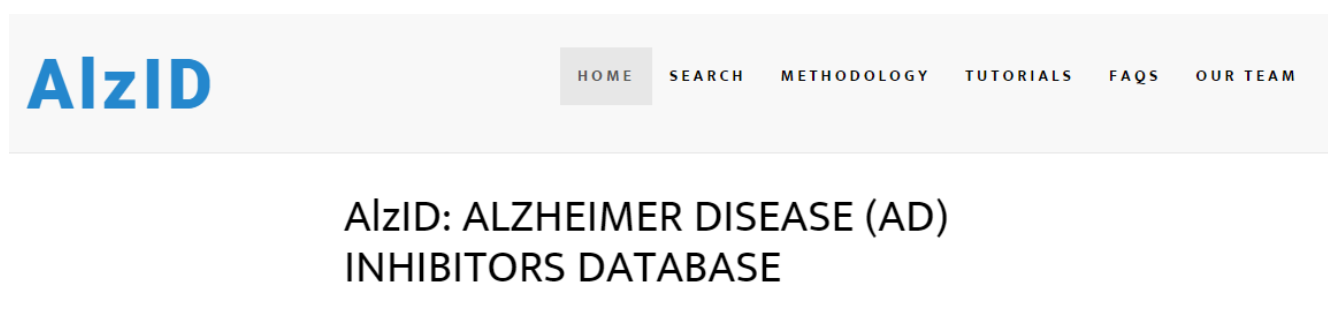 AlzID
HOME SEARCH METHODOLOGY TUTORIALS FAQS OUR TEAM
AlzID: ALZHEIMER DISEASE (AD)
INHIBITORS DATABASE